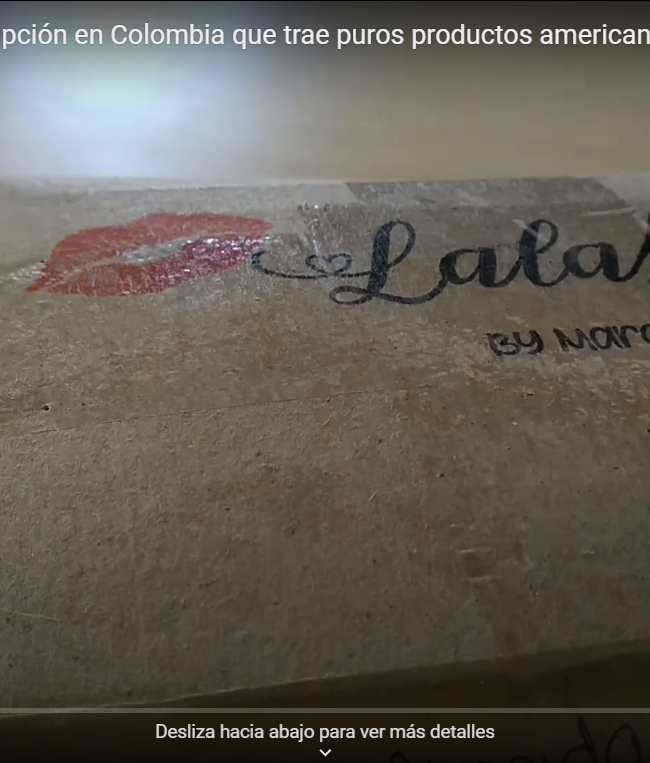 pción en Colombia que trae puros productos american
Lala
By Marc
Desliza hacia abajo para ver más detalles